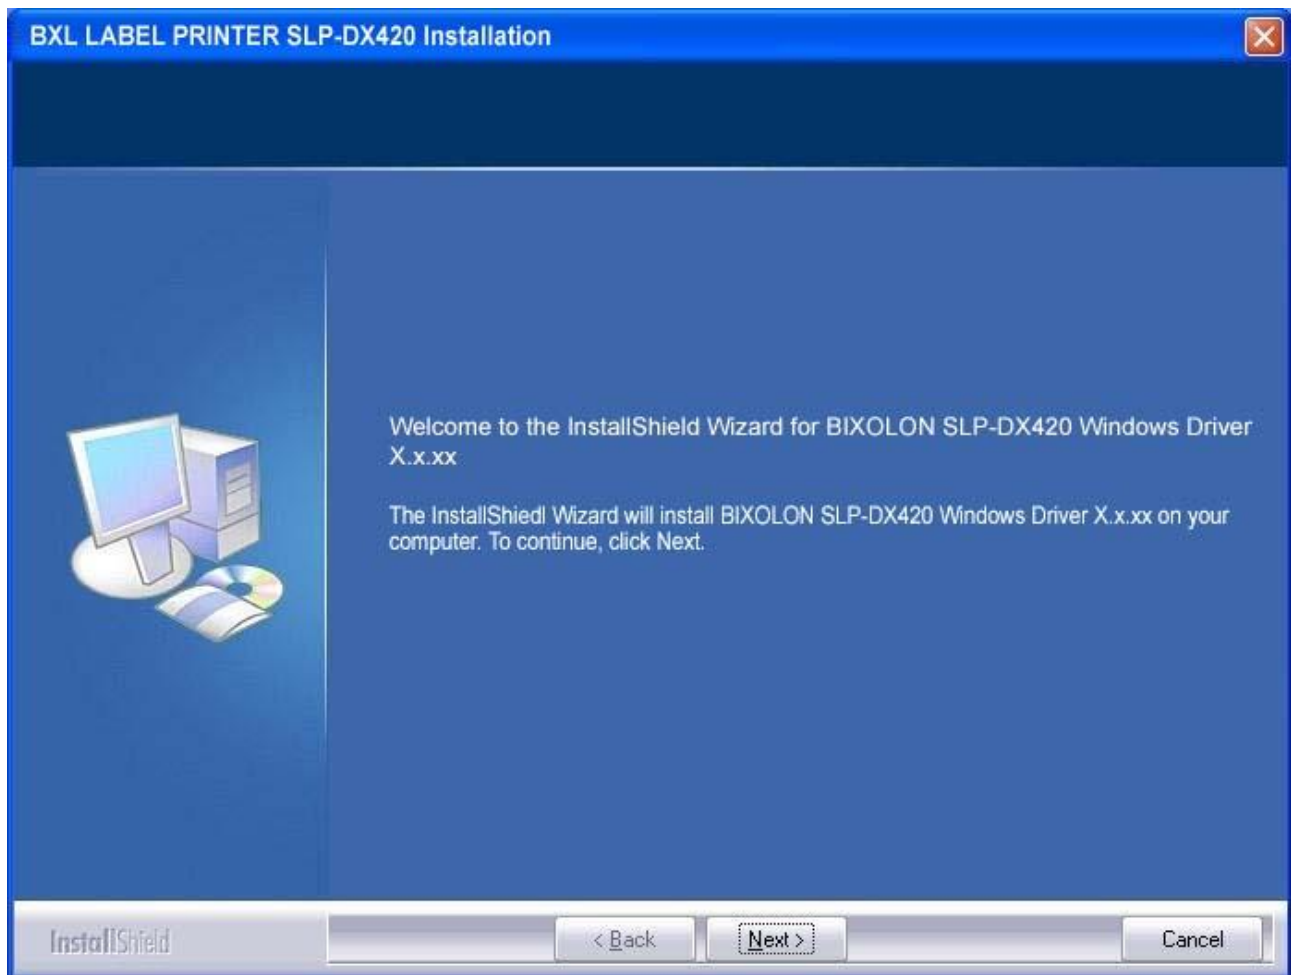 BXL LABEL PRINTER SLP-DX420 Installation
Welcome to the InstallShield Wizard for BIXOLON SLP-DX420 Windows Driver
X.x.xx
The InstallShiedl Wizard will install BIXOLON SLP-DX420 Windows Driver X.x.xx on your
computer. To continue, click Next.
InstallShield
< Back
Next >
Cancel